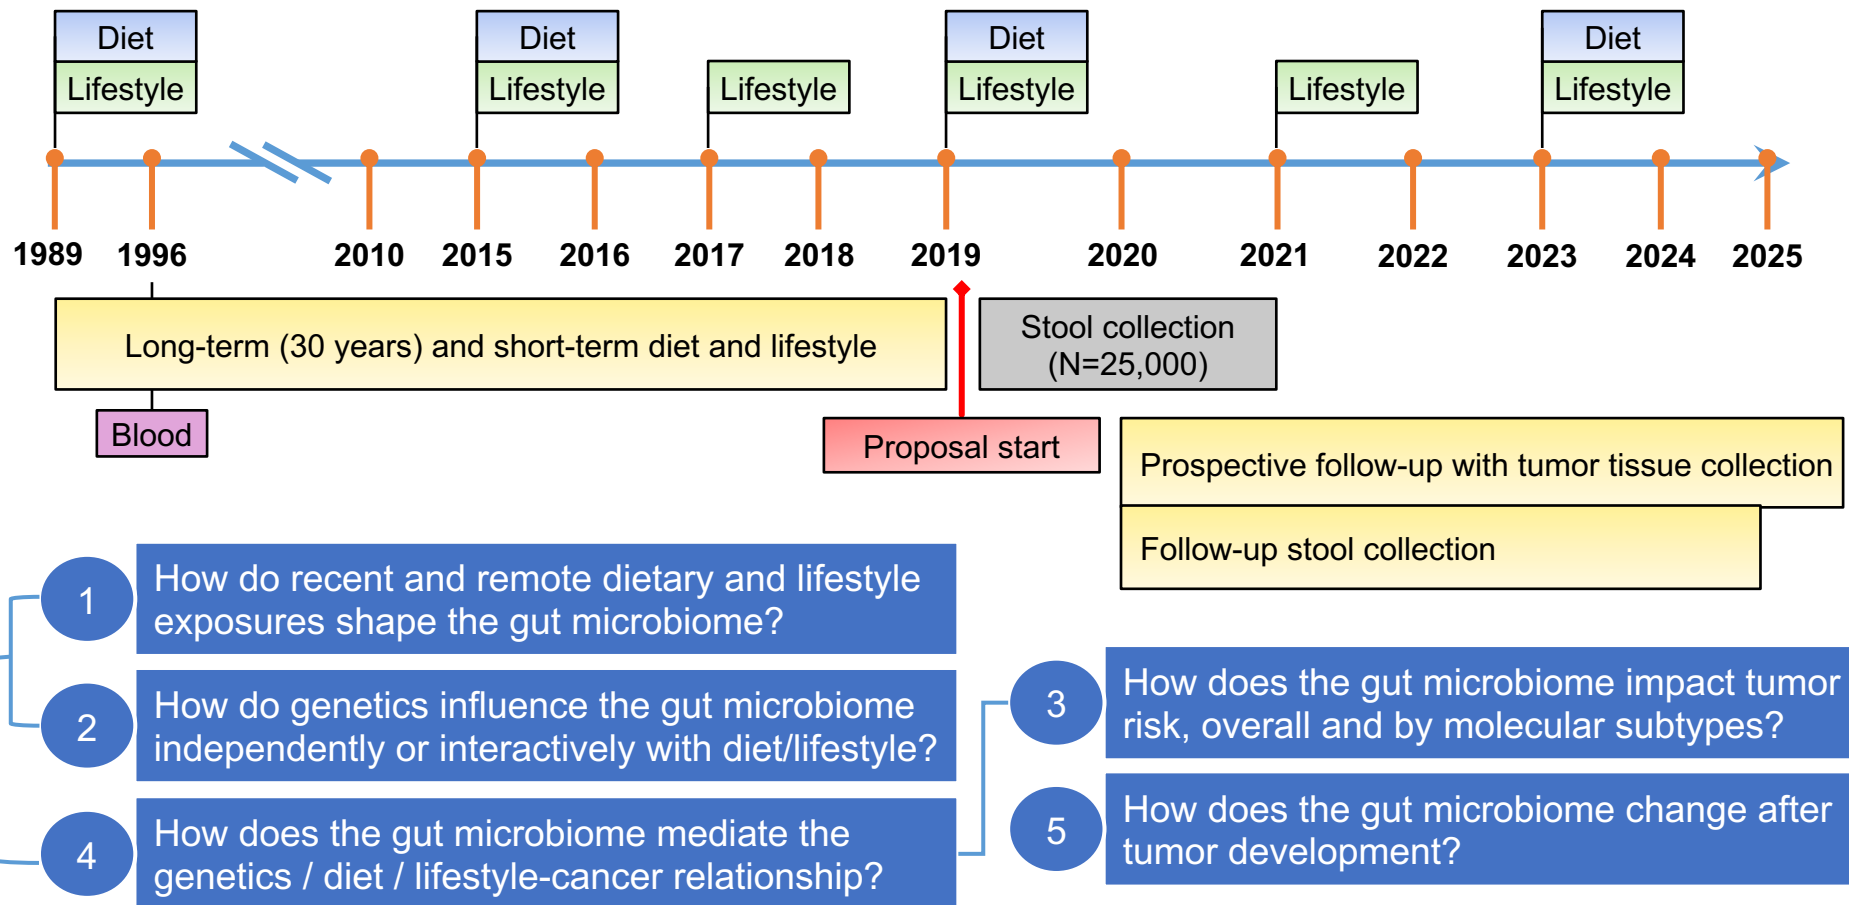 Diet
Lifestyle
Diet
Lifestyle
Lifestyle
Diet
Lifestyle
Lifestyle
Diet
Lifestyle
1989 1996 2010 2015 2016 2017 2018 2019 2020 2021 2022 2023 2024 2025
Long-term (30 years) and short-term diet and lifestyle
Stool collection
(N=25,000)
Blood
Proposal start
Prospective follow-up with tumor tissue collection
Follow-up stool collection
1
How do recent and remote dietary and lifestyle
exposures shape the gut microbiome?
2
How do genetics influence the gut microbiome
independently or interactively with diet/lifestyle?
3
How does the gut microbiome impact tumor
risk, overall and by molecular subtypes?
4
How does the gut microbiome mediate the
genetics / diet / lifestyle-cancer relationship?
5
How does the gut microbiome change after
tumor development?